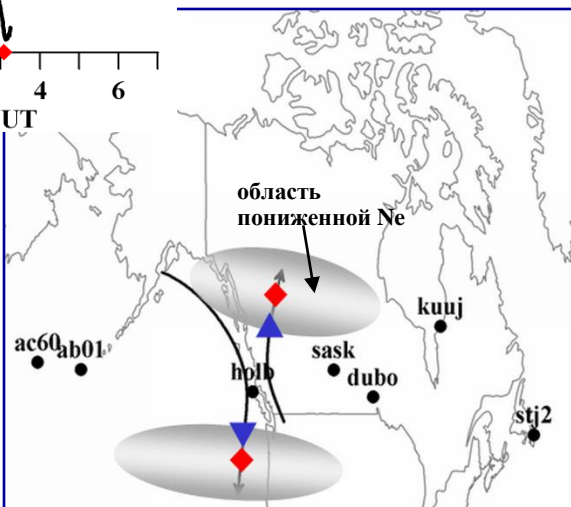 4 6
UT
область
пониженной Ne
kuuj
ac60 ab01
sask
holb
dubo
stj2